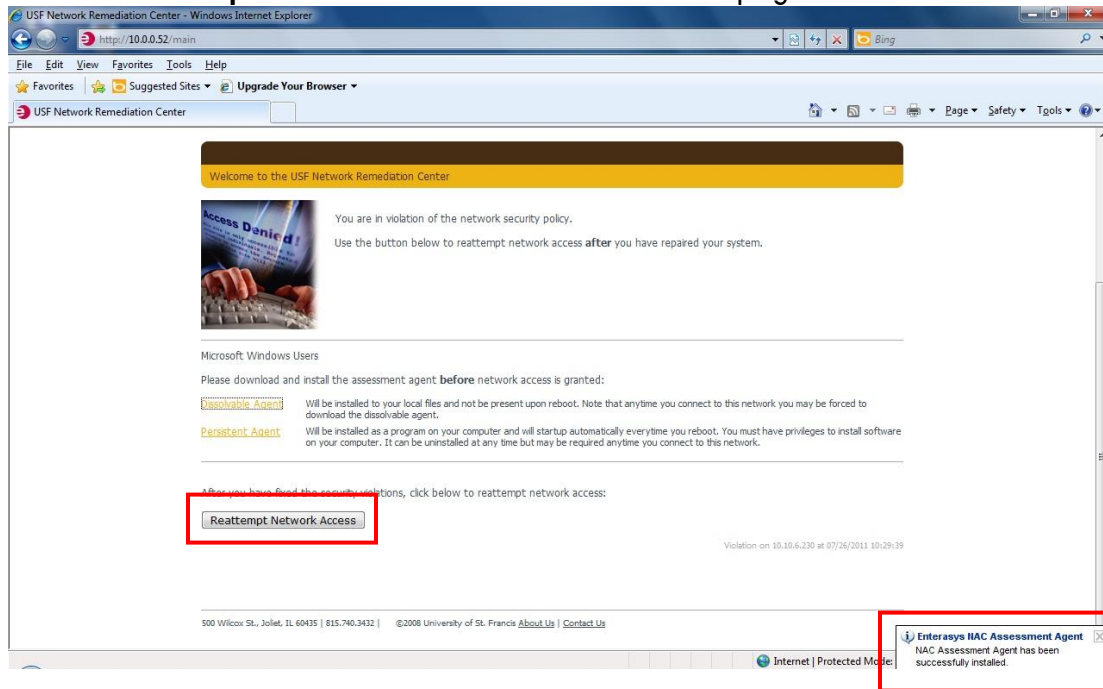 USF Network Remediation Center - Windows Internet Explorer
http://10.0.0.52/main
Bing
File Edit View Favorites Tools Help
Favorites Suggested Sites Upgrade Your Browser
USF Network Remediation Center
Page Safety Tools
Welcome to the USF Network Remediation Center
Access Denied!
You are in violation of the network security policy.
Use the button below to reattempt network access after you have repaired your system.
Microsoft Windows Users
Please download and install the assessment agent before network access is granted:
Dissolvable Agent Will be installed to your local files and not be present upon reboot. Note that anytime you connect to this network you may be forced to
download the dissolvable agent.
Persistent Agent Will be installed as a program on your computer and will startup automatically everytime you reboot. You must have privileges to install software
on your computer. It can be uninstalled at any time but may be required anytime you connect to this network.
After you have fixed the security violations, click below to reattempt network access:
Reattempt Network Access
Violation on 10.10.6.230 at 07/26/2011 10:29:39
500 Wilcox St., Joliet, IL 60435 | 815.740.3432 | ©2008 University of St. Francis About Us | Contact Us
Enterasys NAC Assessment Agent
NAC Assessment Agent has been
successfully installed.
Internet | Protected Mode: